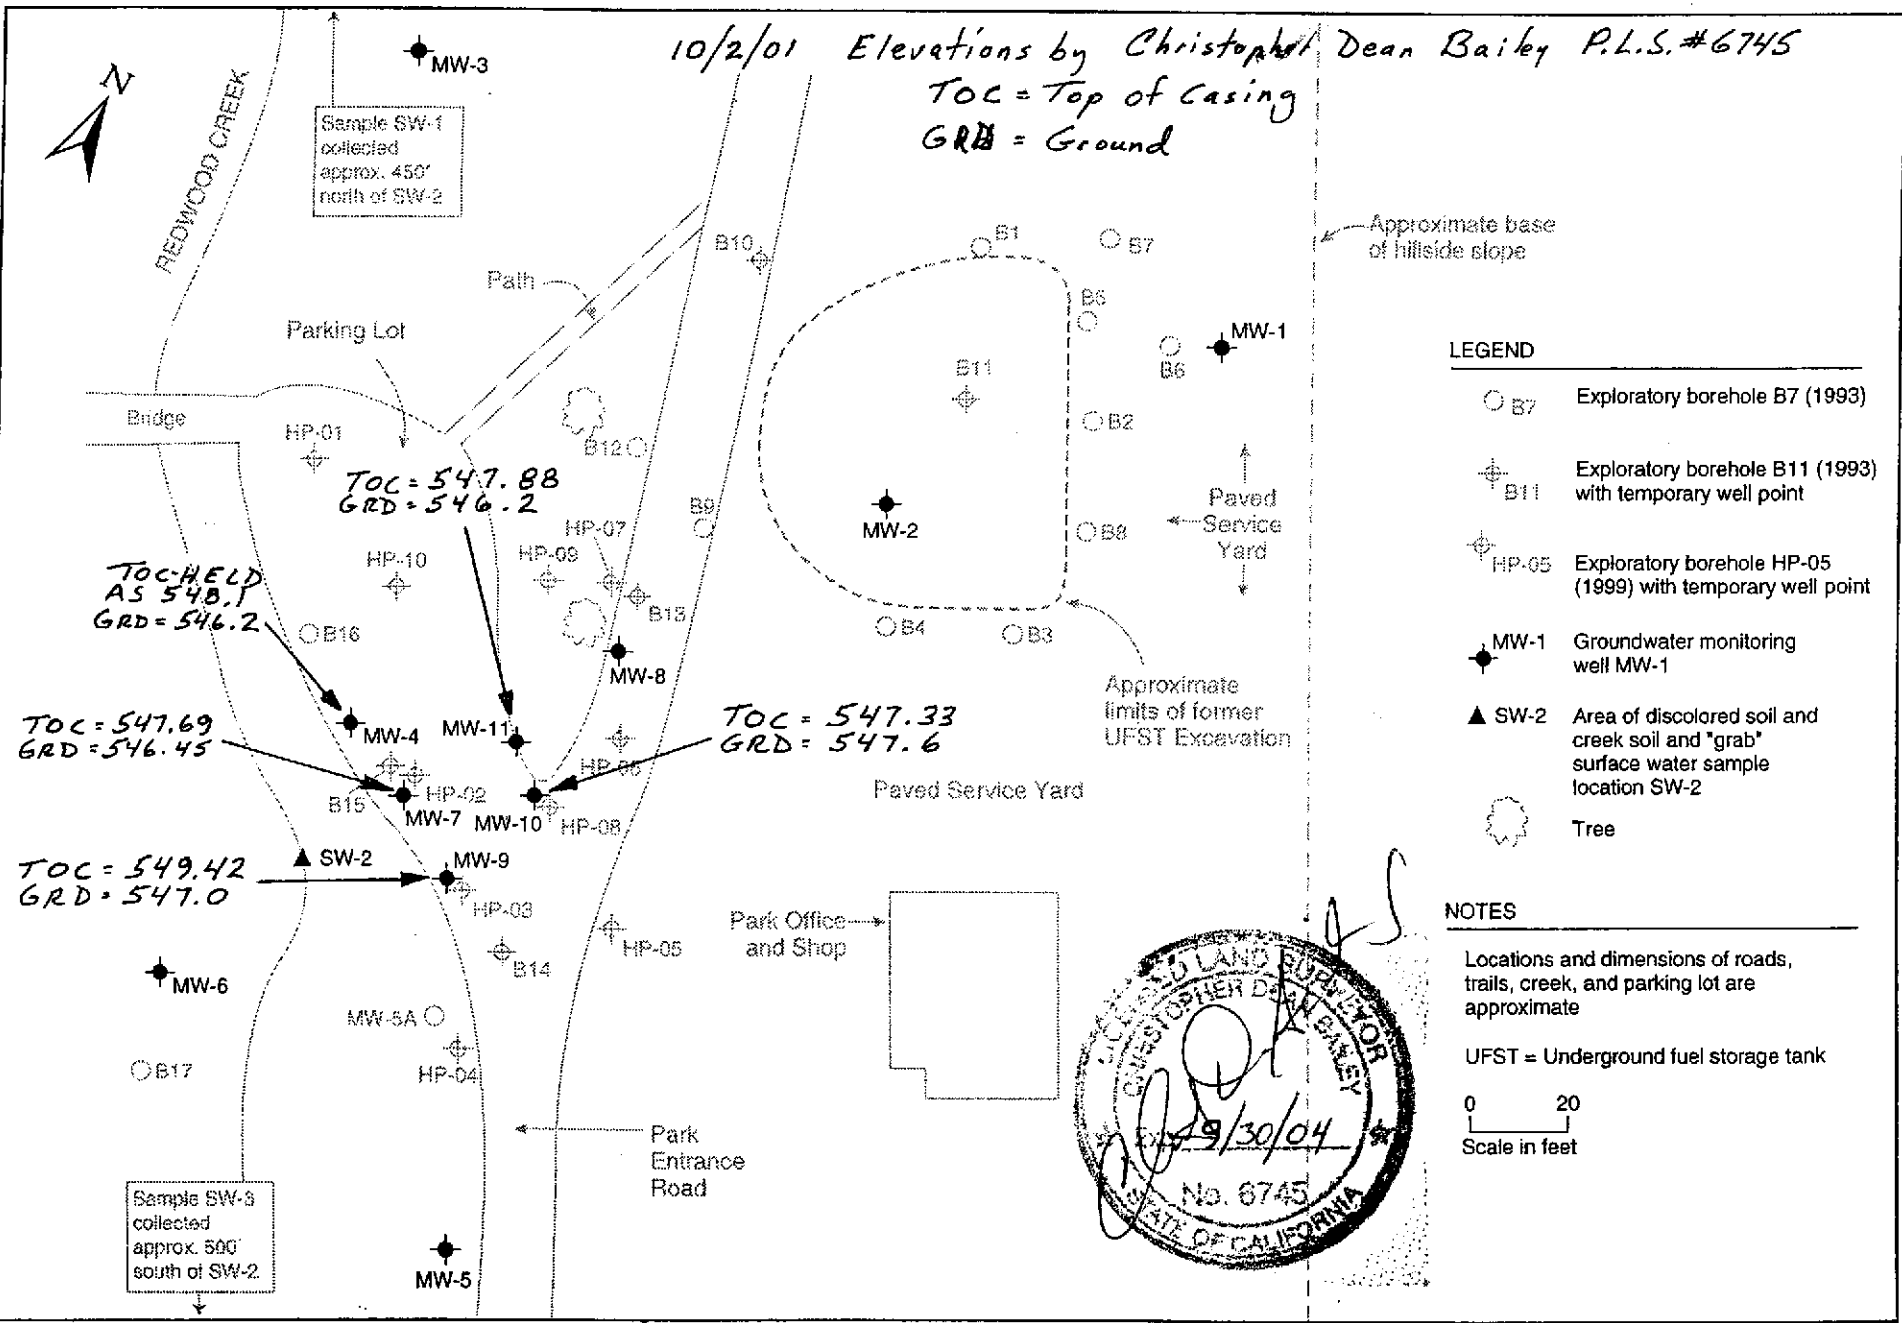 10/2/01 Elevations by Christopher Dean Bailey P.L.S.#6745
TOC = Top of Casing
GRD = Ground
N
REDWOOD CREEK
MW-3
Sample SW-1
collected
approx. 450'
north of SW-2
Path
Parking Lot
Bridge
B10
B1
B7
B5
B6
MW-1
B11
B2
MW-2
B8
B4
B3
Approximate base
of hillside slope
Paved
Service
Yard
Approximate
limits of former
UFST Excavation
HP-01
B12
B9
TOC = 547.88
GRD = 546.2
HP-07
HP-09
HP-10
B13
TOC-HELD
AS 548.1
GRD = 546.2
B16
MW-8
TOC = 547.69
GRD = 546.45
MW-4
MW-11
TOC = 547.33
GRD = 547.6
HP-06
B15
HP-02
MW-7
MW-10
HP-08
Paved Service Yard
TOC = 549.42
GRD = 547.0
SW-2
MW-9
HP-03
HP-05
B14
Park Office
and Shop
MW-6
MW-5A
HP-04
B17
Park
Entrance
Road
Sample SW-3
collected
approx. 500'
south of SW-2
MW-5
LEGEND
B7 Exploratory borehole B7 (1993)
B11 Exploratory borehole B11 (1993)
with temporary well point
HP-05 Exploratory borehole HP-05
(1999) with temporary well point
MW-1 Groundwater monitoring
well MW-1
SW-2 Area of discolored soil and
creek soil and "grab"
surface water sample
location SW-2
Tree
NOTES
Locations and dimensions of roads,
trails, creek, and parking lot are
approximate
UFST = Underground fuel storage tank
0 20
Scale in feet
LICENSED LAND SURVEYOR
CHRISTOPHER DEAN BAILEY
9/30/04
No. 6745
STATE OF CALIFORNIA